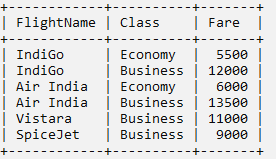 +------------+----------+-------+
| FlightName | Class    | Fare  |
+------------+----------+-------+
| IndiGo     | Economy  |  5500 |
| IndiGo     | Business | 12000 |
| Air India  | Economy  |  6000 |
| Air India  | Business | 13500 |
| Vistara    | Business | 11000 |
| SpiceJet   | Business |  9000 |
+------------+----------+-------+